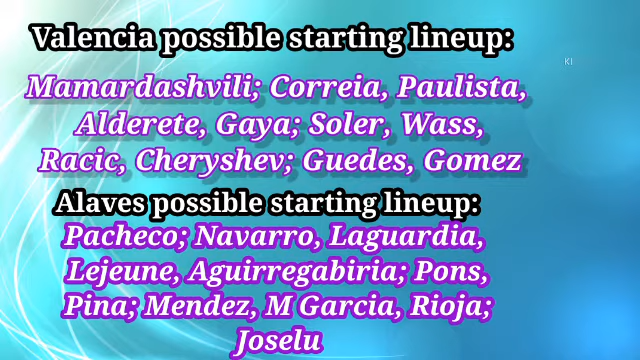 Valencia possible starting lineup:
KI
Mamardashvili; Correia, Paulista,
Alderete, Gaya; Soler, Wass,
Racic, Cheryshev; Guedes, Gomez
Alaves possible starting lineup:
Pacheco; Navarro, Laguardia,
Lejeune, Aguirregabiria; Pons,
Pina; Mendez, M Garcia, Rioja;
Joselu